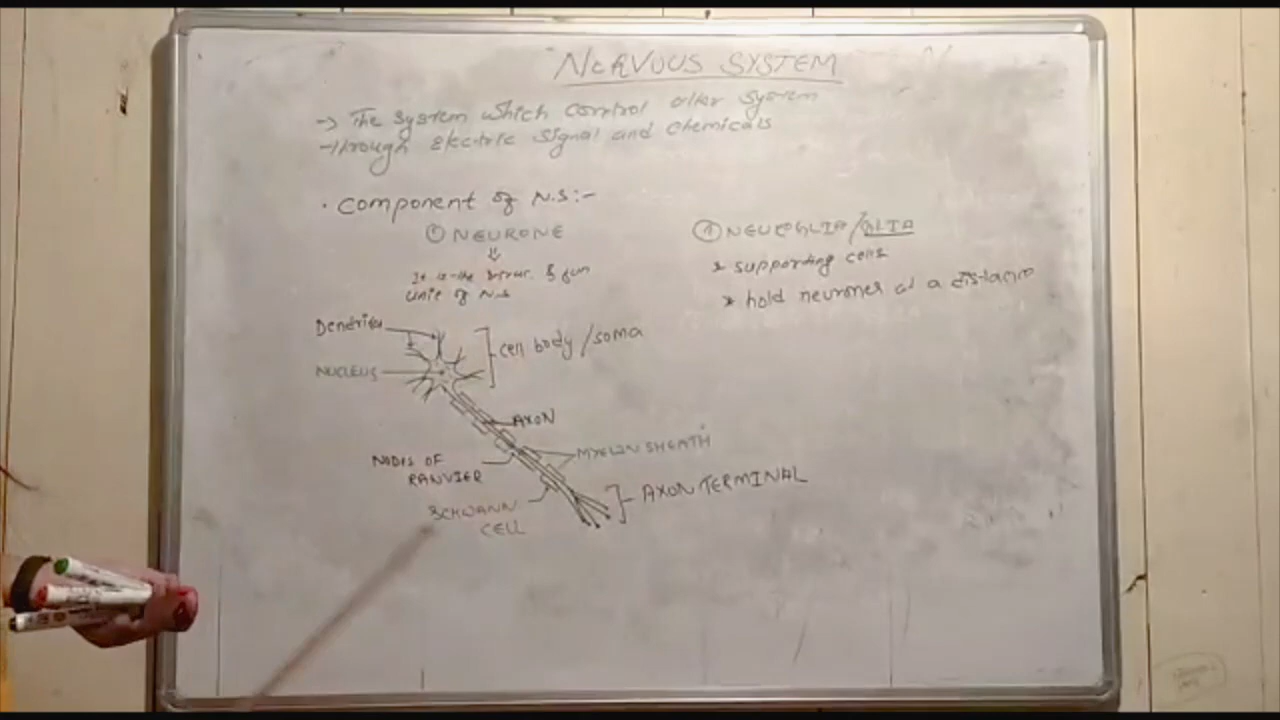 NERVOUS SYSTEM
-> The system which control other system
through electric signal and chemicals
• component of N.S:-
① NEURONE
It is the struc. & fun
unit of N.S
① NEUROGLIA/GLIA
* supporting cells
* hold neurones at a distance
Dendrites
cell body/soma
NUCLEUS
AXON
MYELIN SHEATH
NODES OF
RANVIER
AXON TERMINAL
SCHWANN
CELL